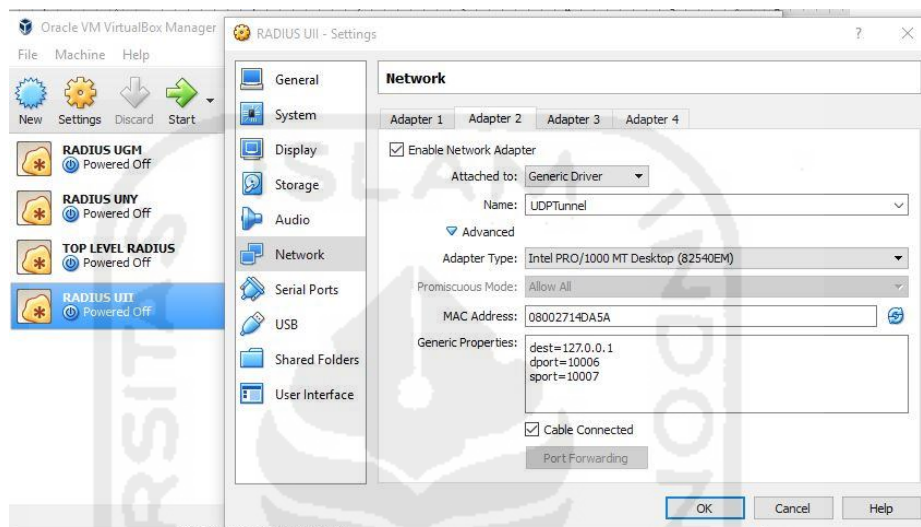 Oracle VM VirtualBox Manager
File Machine Help
New Settings Discard Start
RADIUS UGM
Powered Off
RADIUS UNY
Powered Off
TOP LEVEL RADIUS
Powered Off
RADIUS UII
Powered Off
RADIUS UII - Settings
?
General
System
Display
Storage
Audio
Network
Serial Ports
USB
Shared Folders
User Interface
Network
Adapter 1 Adapter 2 Adapter 3 Adapter 4
Enable Network Adapter
Attached to: Generic Driver
Name: UDPTunnel
Advanced
Adapter Type: Intel PRO/1000 MT Desktop (82540EM)
Promiscuous Mode: Allow All
MAC Address: 08002714DA5A
Generic Properties: dest=127.0.0.1
dport=10006
sport=10007
Cable Connected
Port Forwarding
OK Cancel Help
ISLAM